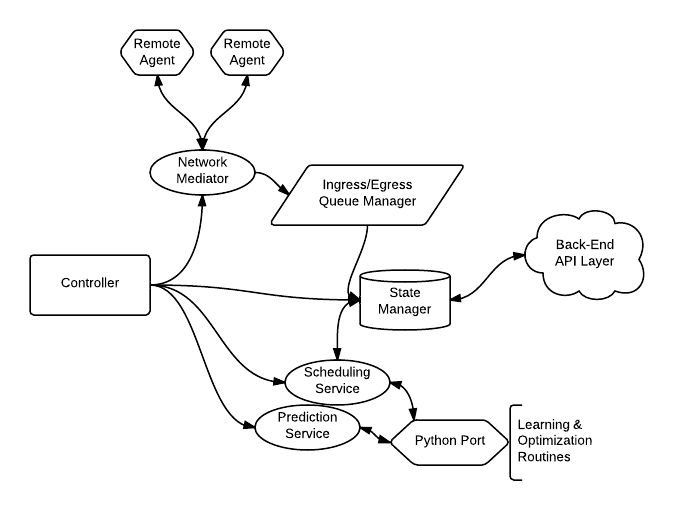 Remote
Agent
Remote
Agent
Network
Mediator
Ingress/Egress
Queue Manager
Back-End
API Layer
Controller
State
Manager
Scheduling
Service
Prediction
Service
Python Port
Learning &
Optimization
Routines